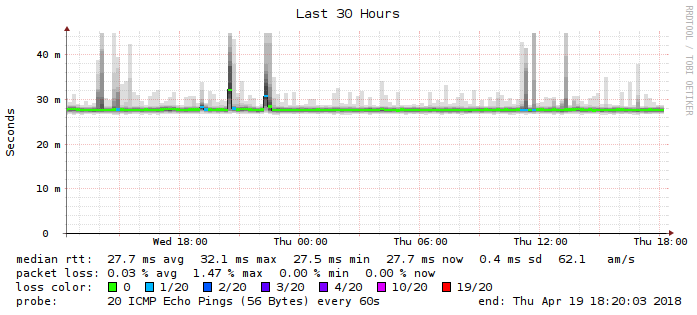 Last 30 Hours
RRDTOOL / TOBI OETIKER
Seconds
40 m
30 m
20 m
10 m
0
Wed 18:00 Thu 00:00 Thu 06:00 Thu 12:00 Thu 18:00
median rtt: 27.7 ms avg 32.1 ms max 27.5 ms min 27.7 ms now 0.4 ms sd 62.1 am/s
packet loss: 0.03 % avg 1.47 % max 0.00 % min 0.00 % now
loss color: 0 1/20 2/20 3/20 4/20 10/20 19/20
probe: 20 ICMP Echo Pings (56 Bytes) every 60s end: Thu Apr 19 18:20:03 2018